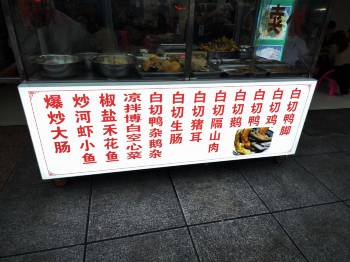 卖
白切鸭脚
白切鸡
白切鸭
白切鹅
白切隔山肉
白切猪耳
白切生肠
白切鸭杂鹅杂
凉拌博白空心菜
椒盐禾花鱼
炒河虾小鱼
爆炒大肠